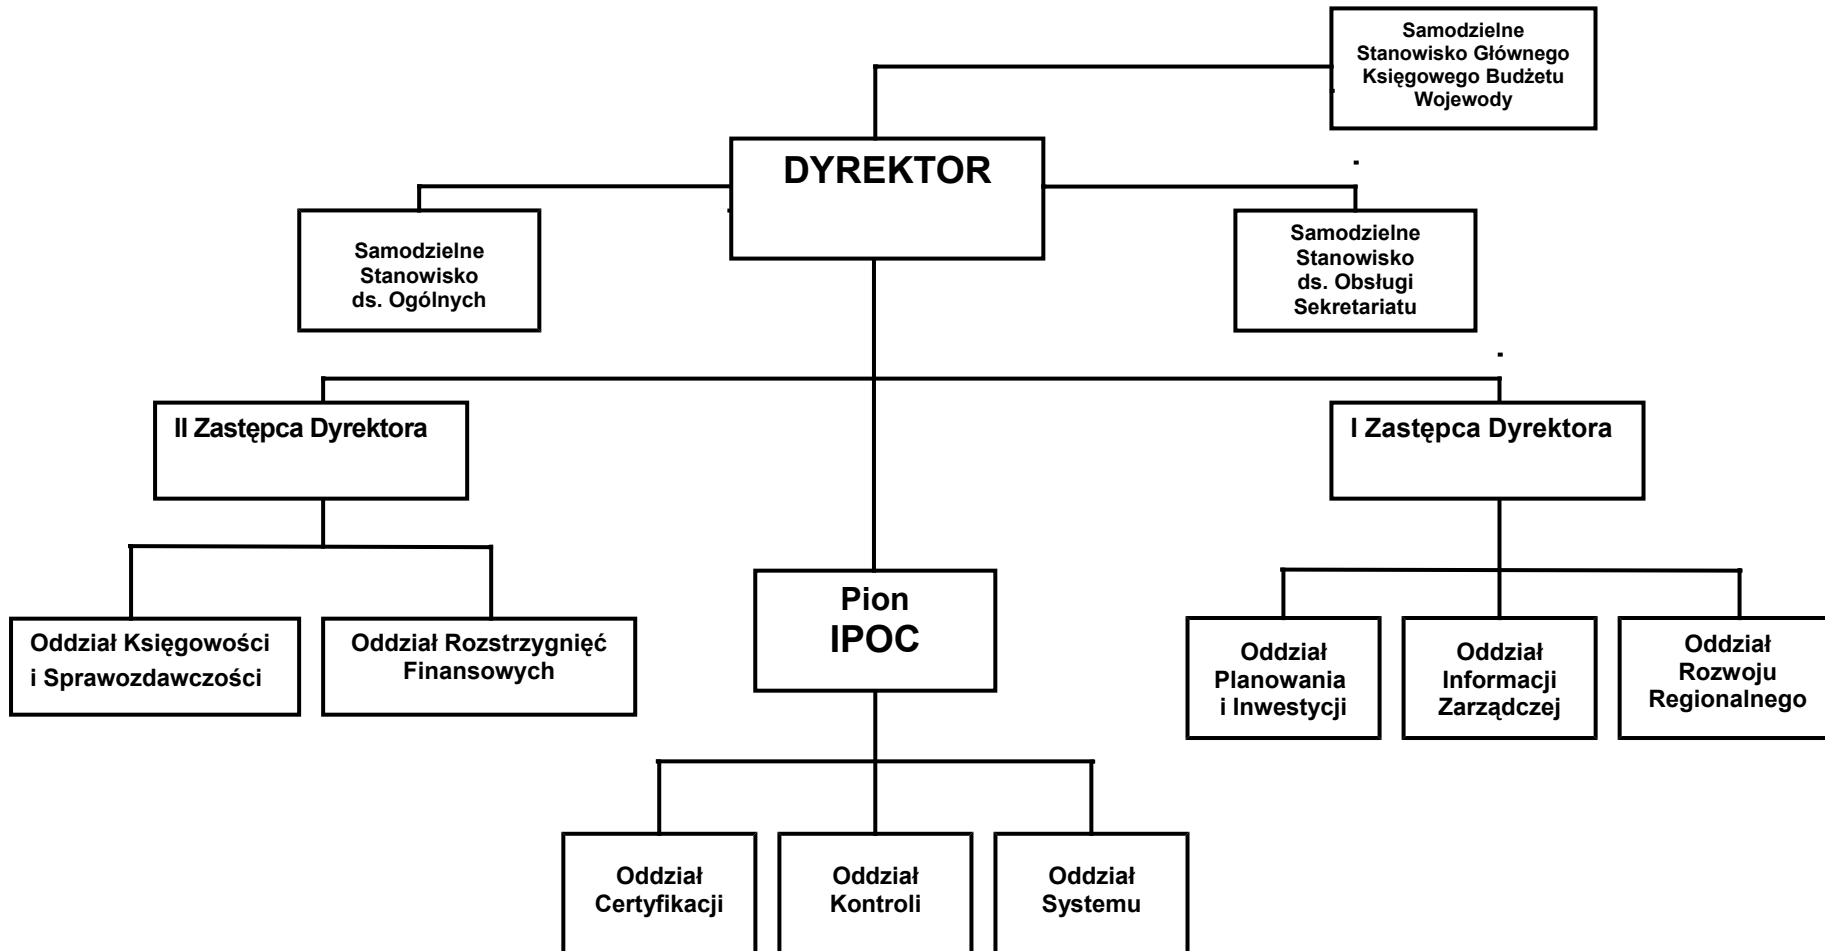 Samodzielne
Stanowisko Głównego
Księgowego Budżetu
Wojewody
DYREKTOR
Samodzielne
Stanowisko
ds. Ogólnych
Samodzielne
Stanowisko
ds. Obsługi
Sekretariatu
II Zastępca Dyrektora
I Zastępca Dyrektora
Oddział Księgowości
i Sprawozdawczości
Oddział Rozstrzygnięć
Finansowych
Pion
IPOC
Oddział
Planowania
i Inwestycji
Oddział
Informacji
Zarządczej
Oddział
Rozwoju
Regionalnego
Oddział
Certyfikacji
Oddział
Kontroli
Oddział
Systemu